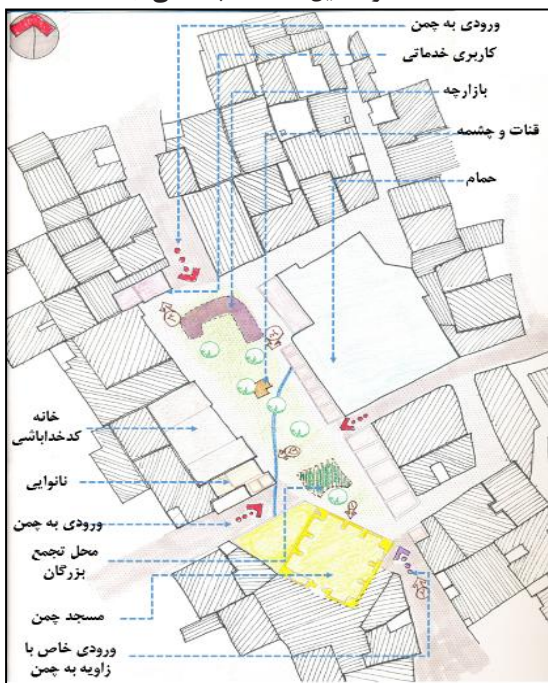 ورودی به چمن
کاربری خدماتی
بازارچه
قنات و چشمه
حمام
خانه
کدخداباشی
نانوایی
ورودی به چمن
محل تجمع
بزرگان
مسجد چمن
ورودی خاص با
زاویه به چمن